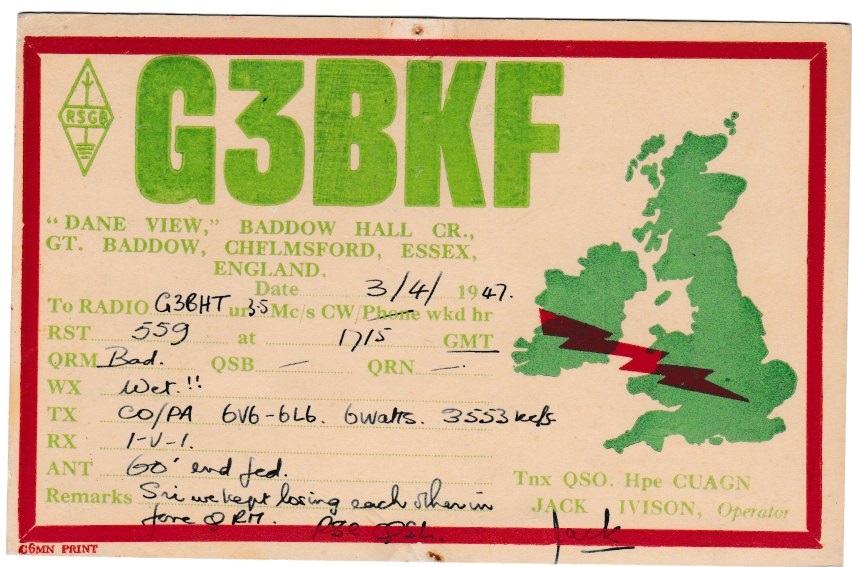 RSGB
G3BKF
"DANE VIEW," BADDOW HALL CR.,
GT. BADDOW, CHELMSFORD, ESSEX,
ENGLAND.
Date 3/4/ 1947.
To RADIO G3BHT ur 3.5 Mc/s CW/Phone wkd hr
RST 559 at 1715 GMT
QRM Bad. QSB — QRN —.
WX Wet.!!
TX CO/PA 6V6-6L6. 6watts. 3553 kc/s
RX 1-V-1.
ANT 60' end fed.
Remarks Sri we kept losing each other in
QRM. Pse QSL.
Tnx QSO. Hpe CUAGN
JACK IVISON, Operator
Jack
G6MN PRINT